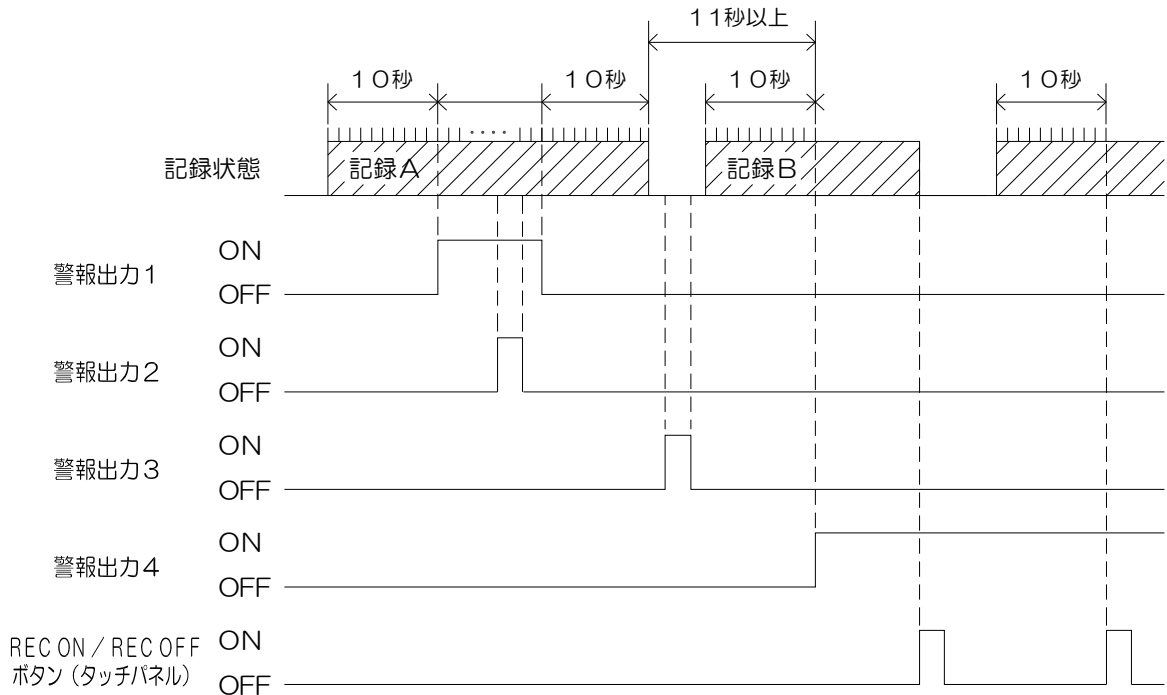 11秒以上
10秒
10秒
10秒
10秒
・・・・
記録状態
記録A
記録B
警報出力1
ON
OFF
警報出力2
ON
OFF
警報出力3
ON
OFF
警報出力4
ON
OFF
REC ON / REC OFF
ボタン (タッチパネル)
ON
OFF